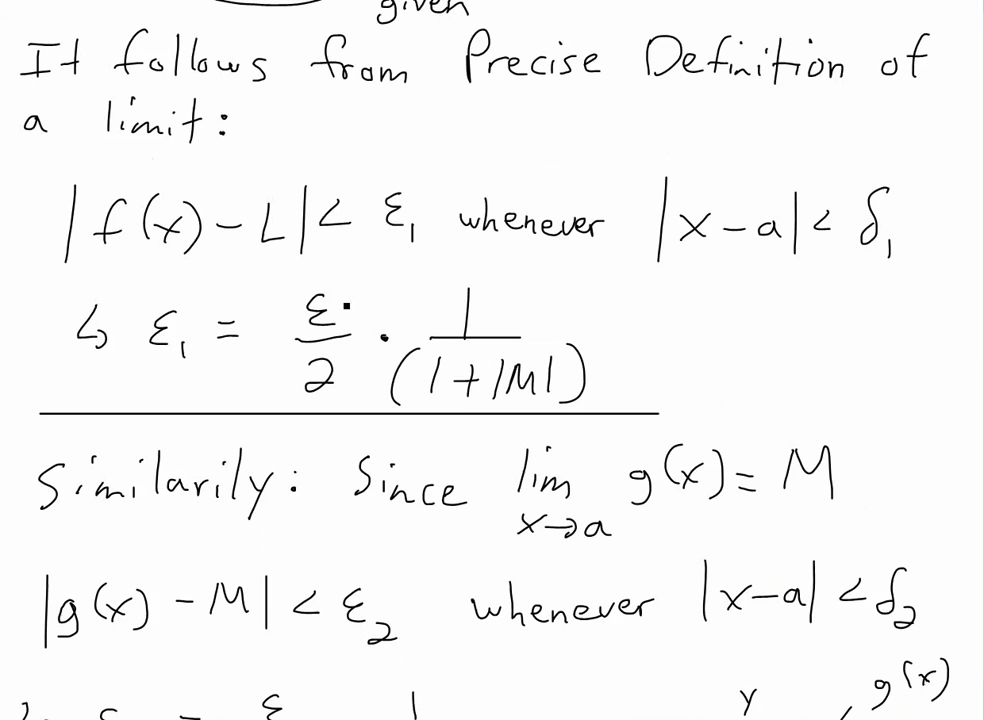 given
It follows from Precise Definition of
a limit:
|f(x) - L| < ε₁ whenever |x - a| < δ₁
↳ ε₁ = ε/2 · 1/(1+|M|)
Similarily: Since lim x→a g(x) = M
|g(x) - M| < ε₂ whenever |x-a| < δ₂
y g(x)